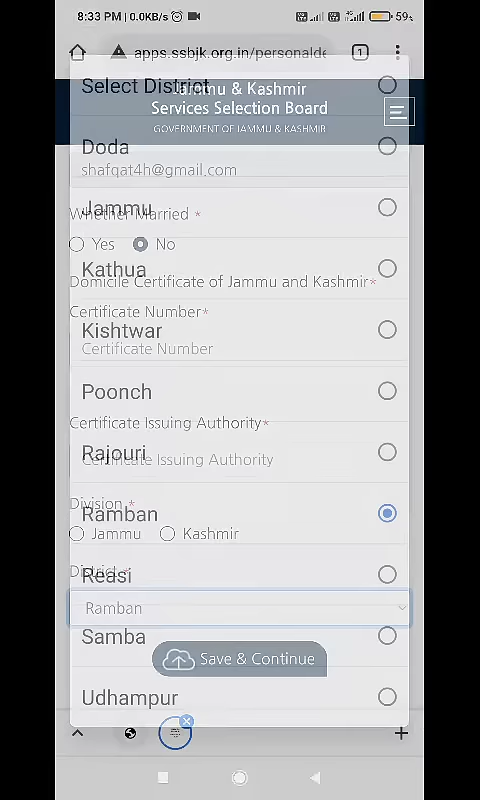 8:33 PM | 0.0KB/s
59%
apps.ssbjk.org.in/personalde
1
Select District
Jammu & Kashmir
Services Selection Board
GOVERNMENT OF JAMMU & KASHMIR
Doda
shafqat4h@gmail.com
Jammu
Whether Married *
Yes No
Kathua
Domicile Certificate of Jammu and Kashmir*
Certificate Number*
Kishtwar
Certificate Number
Poonch
Certificate Issuing Authority*
Rajouri
Certificate Issuing Authority
Division *
Ramban
Jammu Kashmir
District *
Reasi
Ramban
Samba
Save & Continue
Udhampur